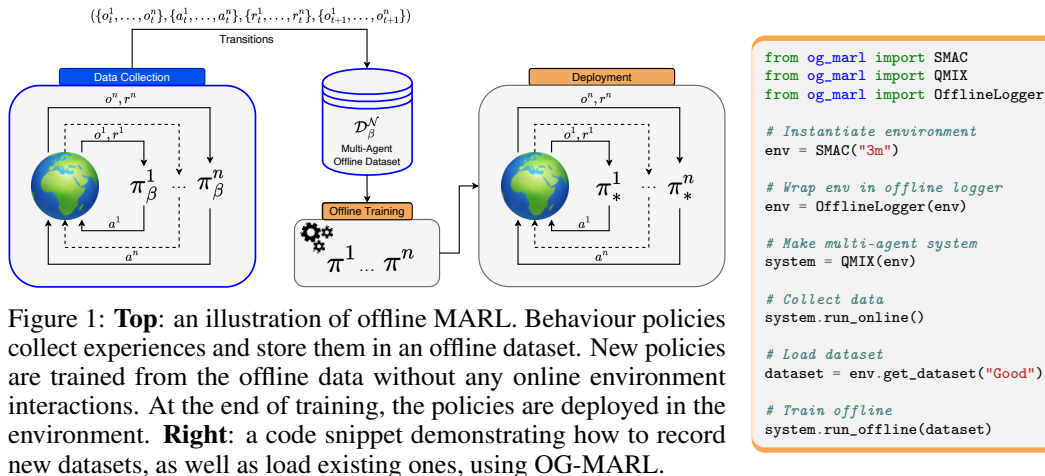 ({o_t^1, ..., o_t^n}, {a_t^1, ..., a_t^n}, {r_t^1, ..., r_t^n}, {o_{t+1}^1, ..., o_{t+1}^n})
Transitions
Data Collection
o^n, r^n
o^1, r^1
π_β^1 ... π_β^n
a^1
a^n
D_β^N
Multi-Agent
Offline Dataset
Offline Training
π^1 ... π^n
Deployment
o^n, r^n
o^1, r^1
π_*^1 ... π_*^n
a^1
a^n
Figure 1: Top: an illustration of offline MARL. Behaviour policies
collect experiences and store them in an offline dataset. New policies
are trained from the offline data without any online environment
interactions. At the end of training, the policies are deployed in the
environment. Right: a code snippet demonstrating how to record
new datasets, as well as load existing ones, using OG-MARL.
from og_marl import SMAC
from og_marl import QMIX
from og_marl import OfflineLogger
# Instantiate environment
env = SMAC("3m")
# Wrap env in offline logger
env = OfflineLogger(env)
# Make multi-agent system
system = QMIX(env)
# Collect data
system.run_online()
# Load dataset
dataset = env.get_dataset("Good")
# Train offline
system.run_offline(dataset)